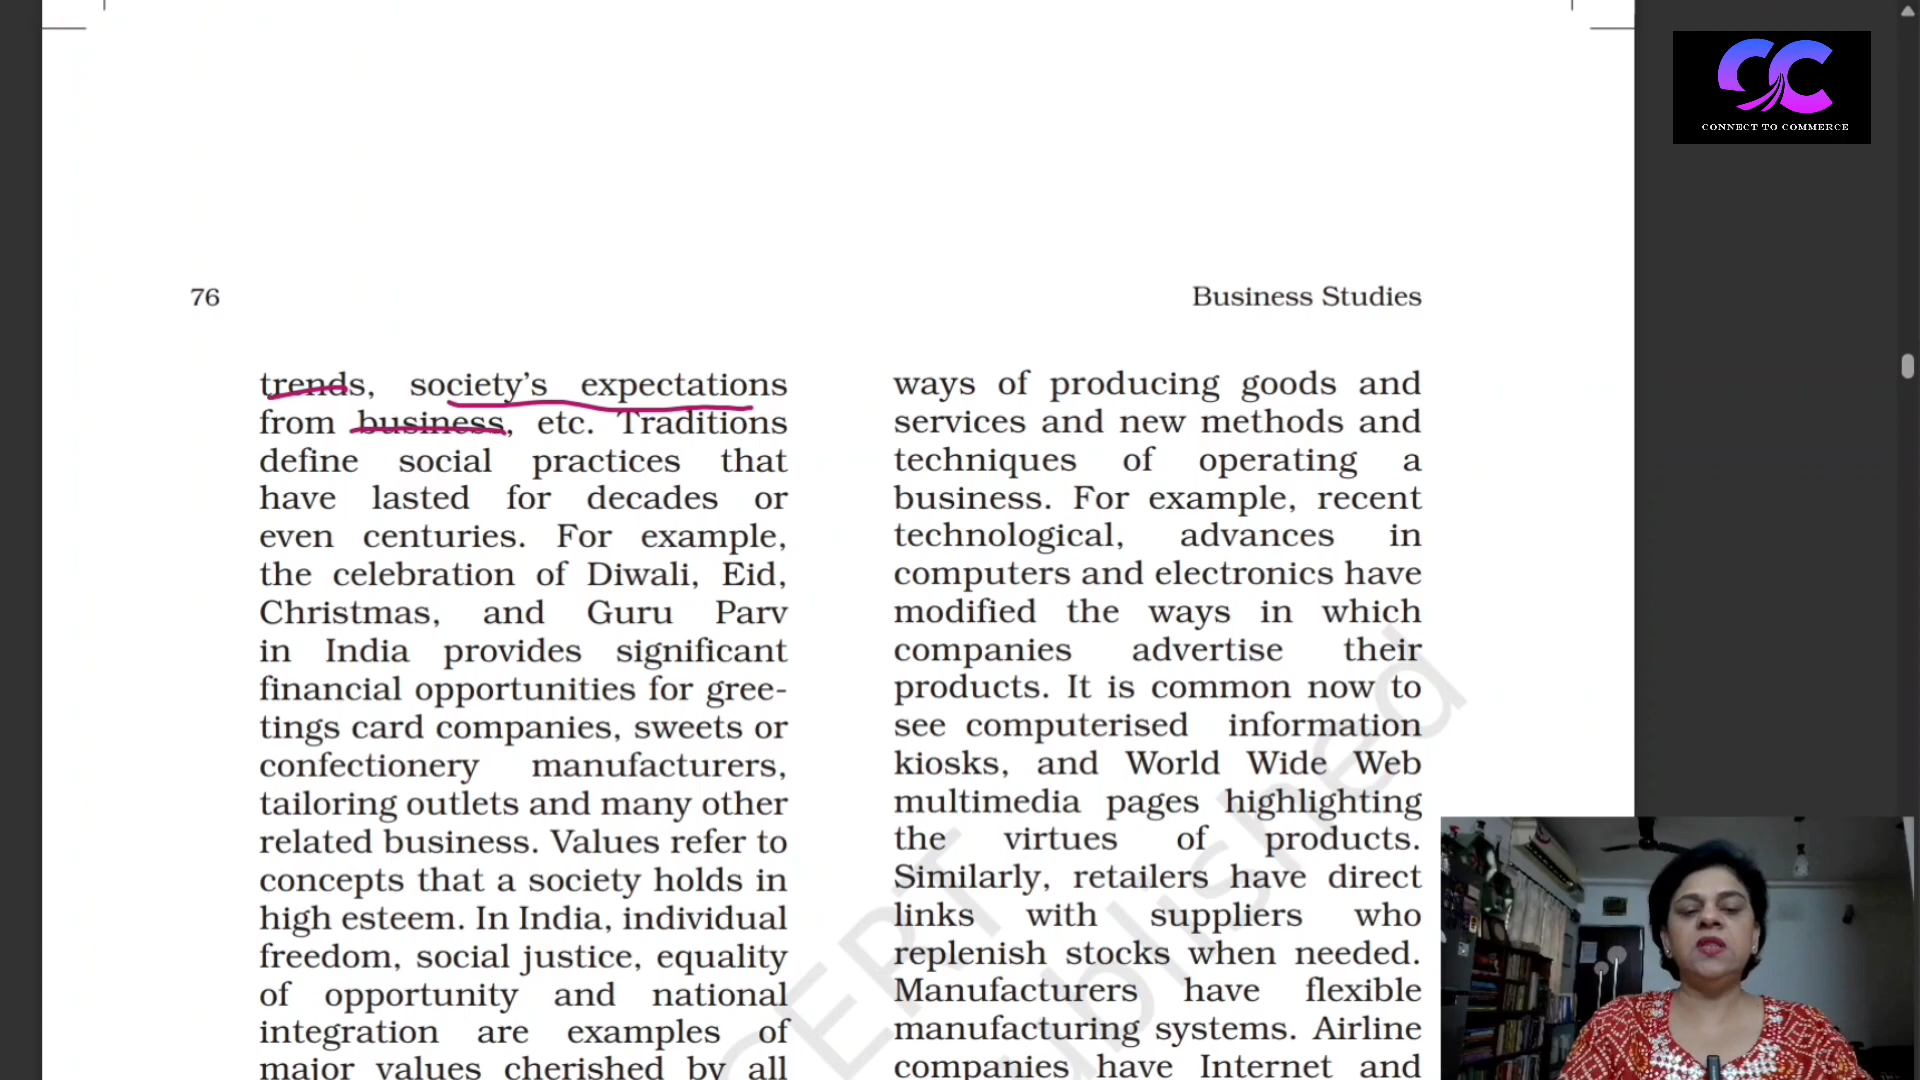 CONNECT TO COMMERCE
76
Business Studies
trends, society's expectations
from business, etc. Traditions
define social practices that
have lasted for decades or
even centuries. For example,
the celebration of Diwali, Eid,
Christmas, and Guru Parv
in India provides significant
financial opportunities for gree-
tings card companies, sweets or
confectionery manufacturers,
tailoring outlets and many other
related business. Values refer to
concepts that a society holds in
high esteem. In India, individual
freedom, social justice, equality
of opportunity and national
integration are examples of
major values cherished by all
ways of producing goods and
services and new methods and
techniques of operating a
business. For example, recent
technological, advances in
computers and electronics have
modified the ways in which
companies advertise their
products. It is common now to
see computerised information
kiosks, and World Wide Web
multimedia pages highlighting
the virtues of products.
Similarly, retailers have direct
links with suppliers who
replenish stocks when needed.
Manufacturers have flexible
manufacturing systems. Airline
companies have Internet and